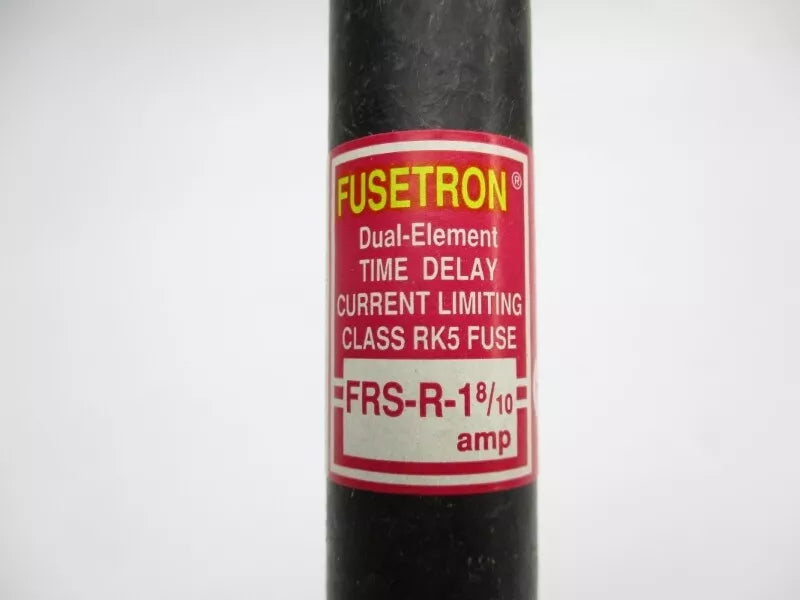 FUSETRON®
Dual-Element
TIME DELAY
CURRENT LIMITING
CLASS RK5 FUSE
FRS-R-1 8/10
amp